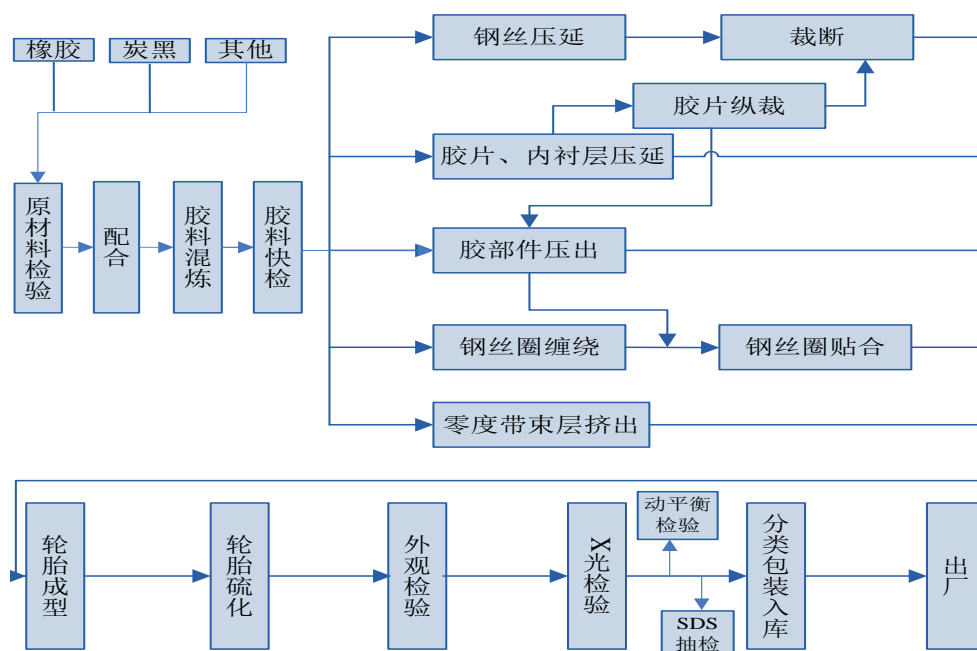 橡胶
炭黑
其他
钢丝压延
裁断
胶片纵裁
胶片、内衬层压延
原材料检验
配合
胶料混炼
胶料快检
胶部件压出
钢丝圈缠绕
钢丝圈贴合
零度带束层挤出
轮胎成型
轮胎硫化
外观检验
X光检验
动平衡
检验
SDS
抽检
分类包装入库
出厂